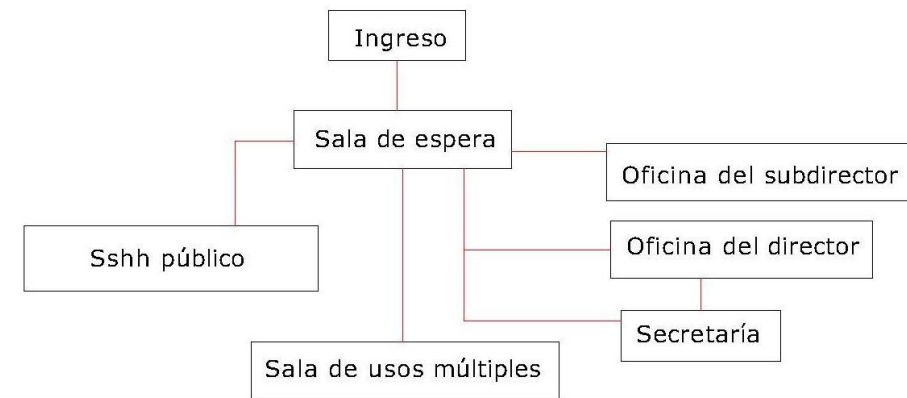 Ingreso
Sala de espera
Oficina del subdirector
Sshh público
Oficina del director
Secretaría
Sala de usos múltiples